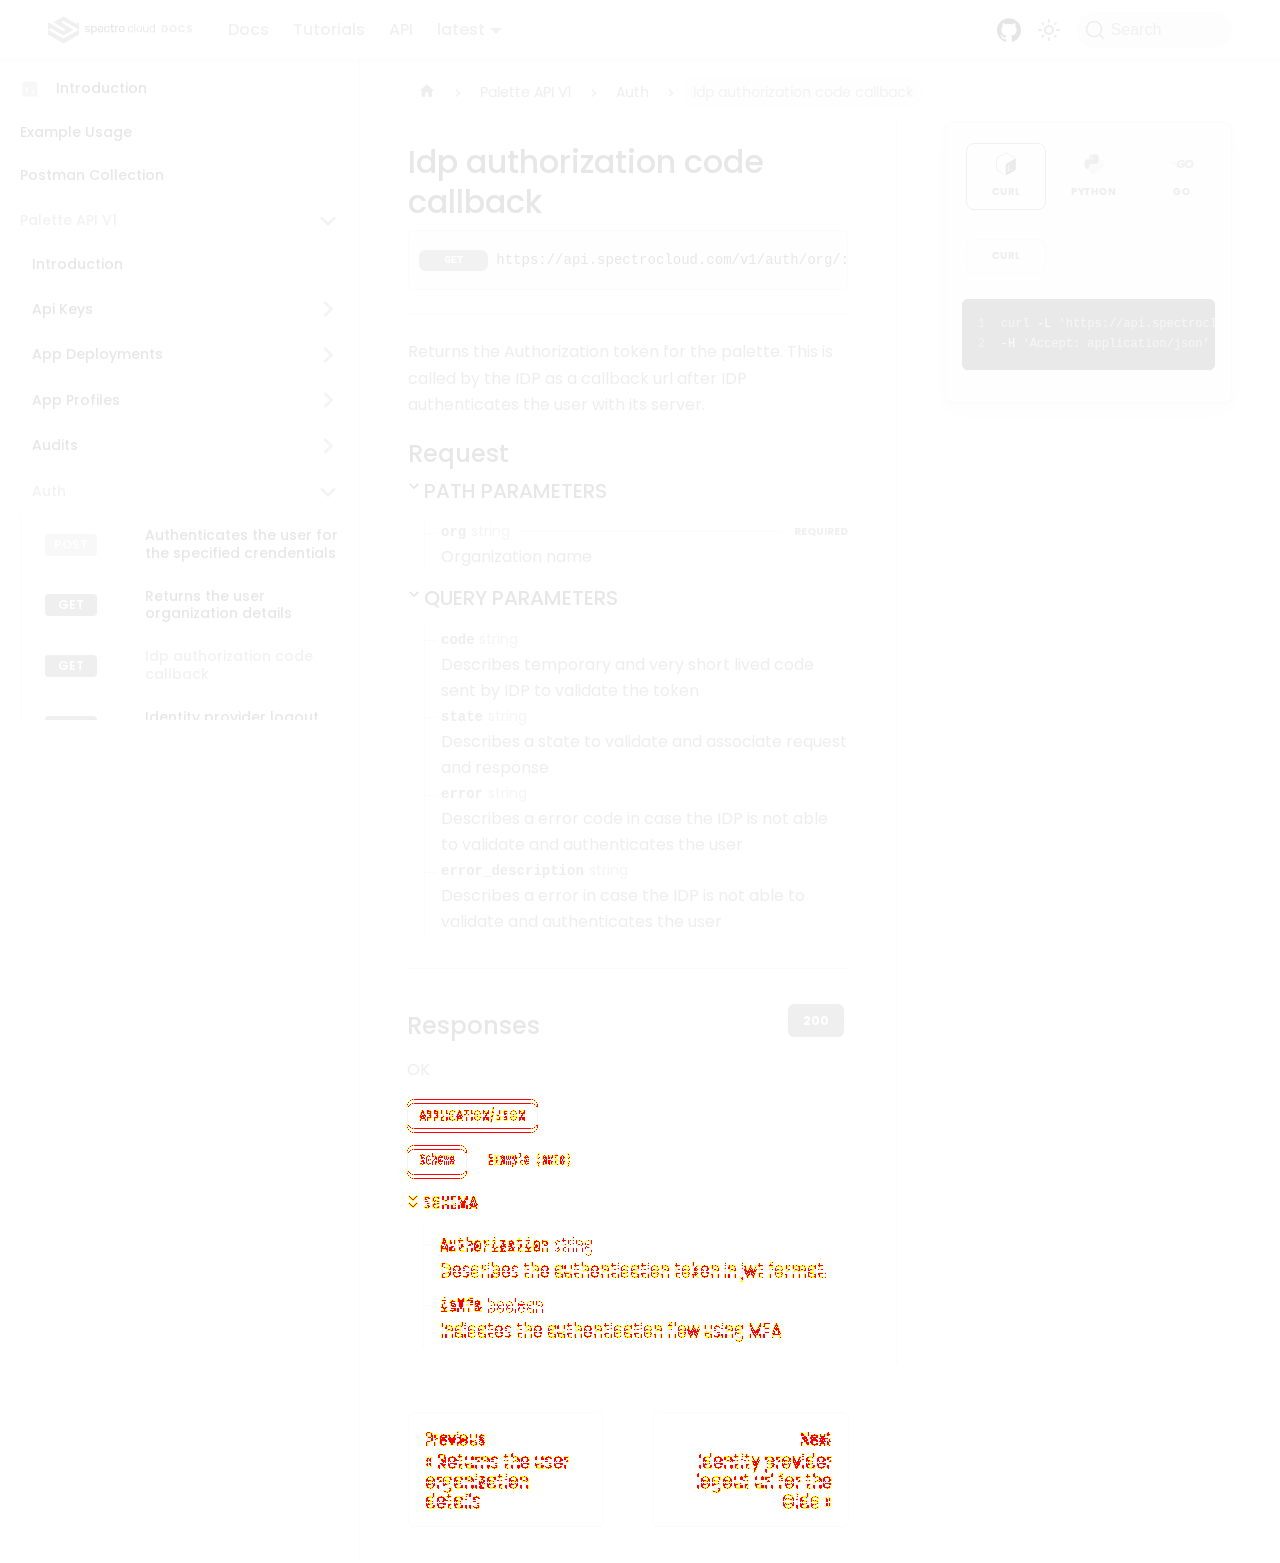 spectro cloud DOCS
Docs
Tutorials
API
latest
Search
Introduction
Example Usage
Postman Collection
Palette API V1
Introduction
Api Keys
App Deployments
App Profiles
Audits
Auth
POST
Authenticates the user for
the specified crendentials
GET
Returns the user
organization details
GET
Idp authorization code
callback
Identity provider logout
Palette API V1
Auth
Idp authorization code callback
Idp authorization code
callback
GET https://api.spectrocloud.com/v1/auth/org/:
Returns the Authorization token for the palette. This is
called by the IDP as a callback url after IDP
authenticates the user with its server.
Request
PATH PARAMETERS
org string REQUIRED
Organization name
QUERY PARAMETERS
code string
Describes temporary and very short lived code
sent by IDP to validate the token
state string
Describes a state to validate and associate request
and response
error string
Describes a error code in case the IDP is not able
to validate and authenticates the user
error_description string
Describes a error in case the IDP is not able to
validate and authenticates the user
Responses
200
OK
APPLICATION/JSON
Schema
Example (auto)
SCHEMA
Authorization string
Describes the authentication token in jwt format.
isMfa boolean
Indicates the authentication flow using MFA
Previous
« Returns the user
organization
details
Next
Identity provider
logout url for the
Oidc »
CURL
PYTHON
GO
CURL
1 curl -L 'https://api.spectrocl
2 -H 'Accept: application/json'